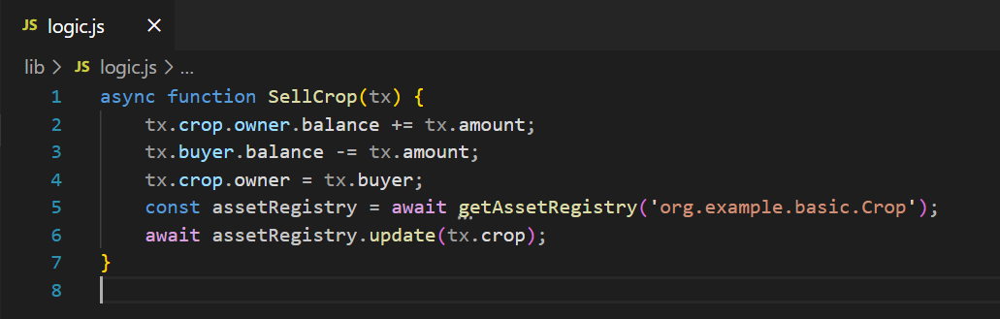 JS logic.js ×
lib > JS logic.js > ...
1 async function SellCrop(tx) {
2     tx.crop.owner.balance += tx.amount;
3     tx.buyer.balance -= tx.amount;
4     tx.crop.owner = tx.buyer;
5     const assetRegistry = await getAssetRegistry('org.example.basic.Crop');
6     await assetRegistry.update(tx.crop);
7 }
8